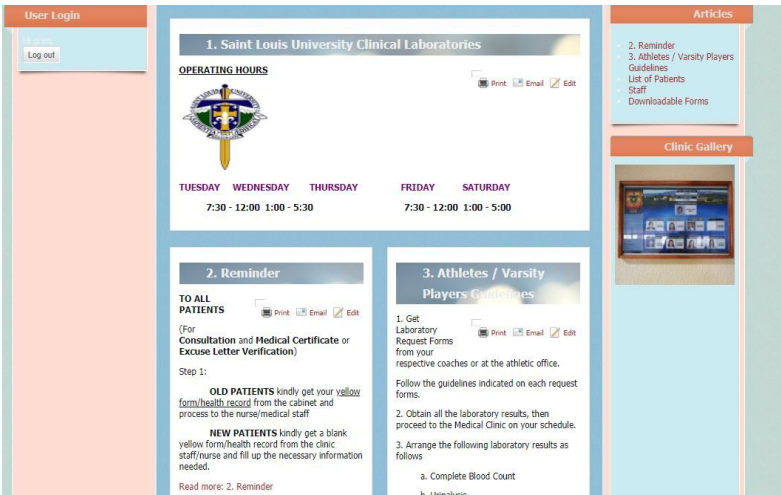 User Login
Log out
1. Saint Louis University Clinical Laboratories
OPERATING HOURS
Print Email Edit
TUESDAY WEDNESDAY THURSDAY FRIDAY SATURDAY
7:30 - 12:00 1:00 - 5:30 7:30 - 12:00 1:00 - 5:00
2. Reminder
TO ALL
PATIENTS
Print Email Edit
(For
Consultation and Medical Certificate or
Excuse Letter Verification)
Step 1:
OLD PATIENTS kindly get your yellow
form/health record from the cabinet and
process to the nurse/medical staff
NEW PATIENTS kindly get a blank
yellow form/health record from the clinic
staff/nurse and fill up the necessary information
needed.
Read more: 2. Reminder
3. Athletes / Varsity
Players Guidelines
Print Email Edit
1. Get
Laboratory
Request Forms
from your
respective coaches or at the athletic office.
Follow the guidelines indicated on each request
forms.
2. Obtain all the laboratory results, then
proceed to the Medical Clinic on your schedule.
3. Arrange the following laboratory results as
follows
a. Complete Blood Count
b. Urinalysis
Articles
2. Reminder
3. Athletes / Varsity Players
Guidelines
List of Patients
Staff
Downloadable Forms
Clinic Gallery